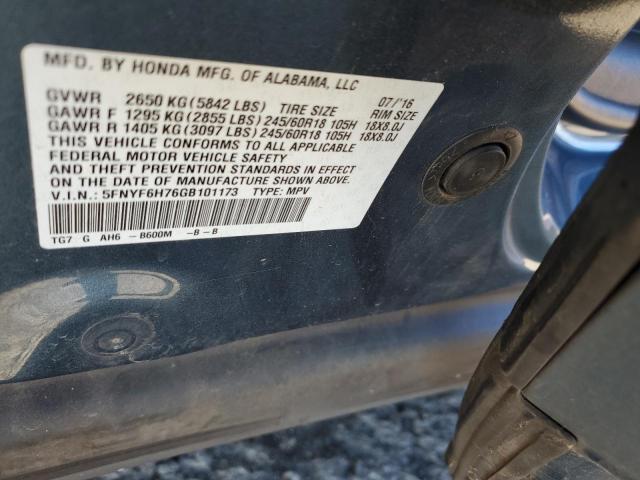 MFD. BY HONDA MFG. OF ALABAMA, LLC
GVWR 2650 KG (5842 LBS) TIRE SIZE 07/'16 RIM SIZE
GAWR F 1295 KG (2855 LBS) 245/60R18 105H 18X8.0J
GAWR R 1405 KG (3097 LBS) 245/60R18 105H 18X8.0J
THIS VEHICLE CONFORMS TO ALL APPLICABLE
FEDERAL MOTOR VEHICLE SAFETY
AND THEFT PREVENTION STANDARDS IN EFFECT
ON THE DATE OF MANUFACTURE SHOWN ABOVE.
V.I.N.: 5FNYF6H76GB101173 TYPE: MPV
TG7 G AH6 -B600M -B-B